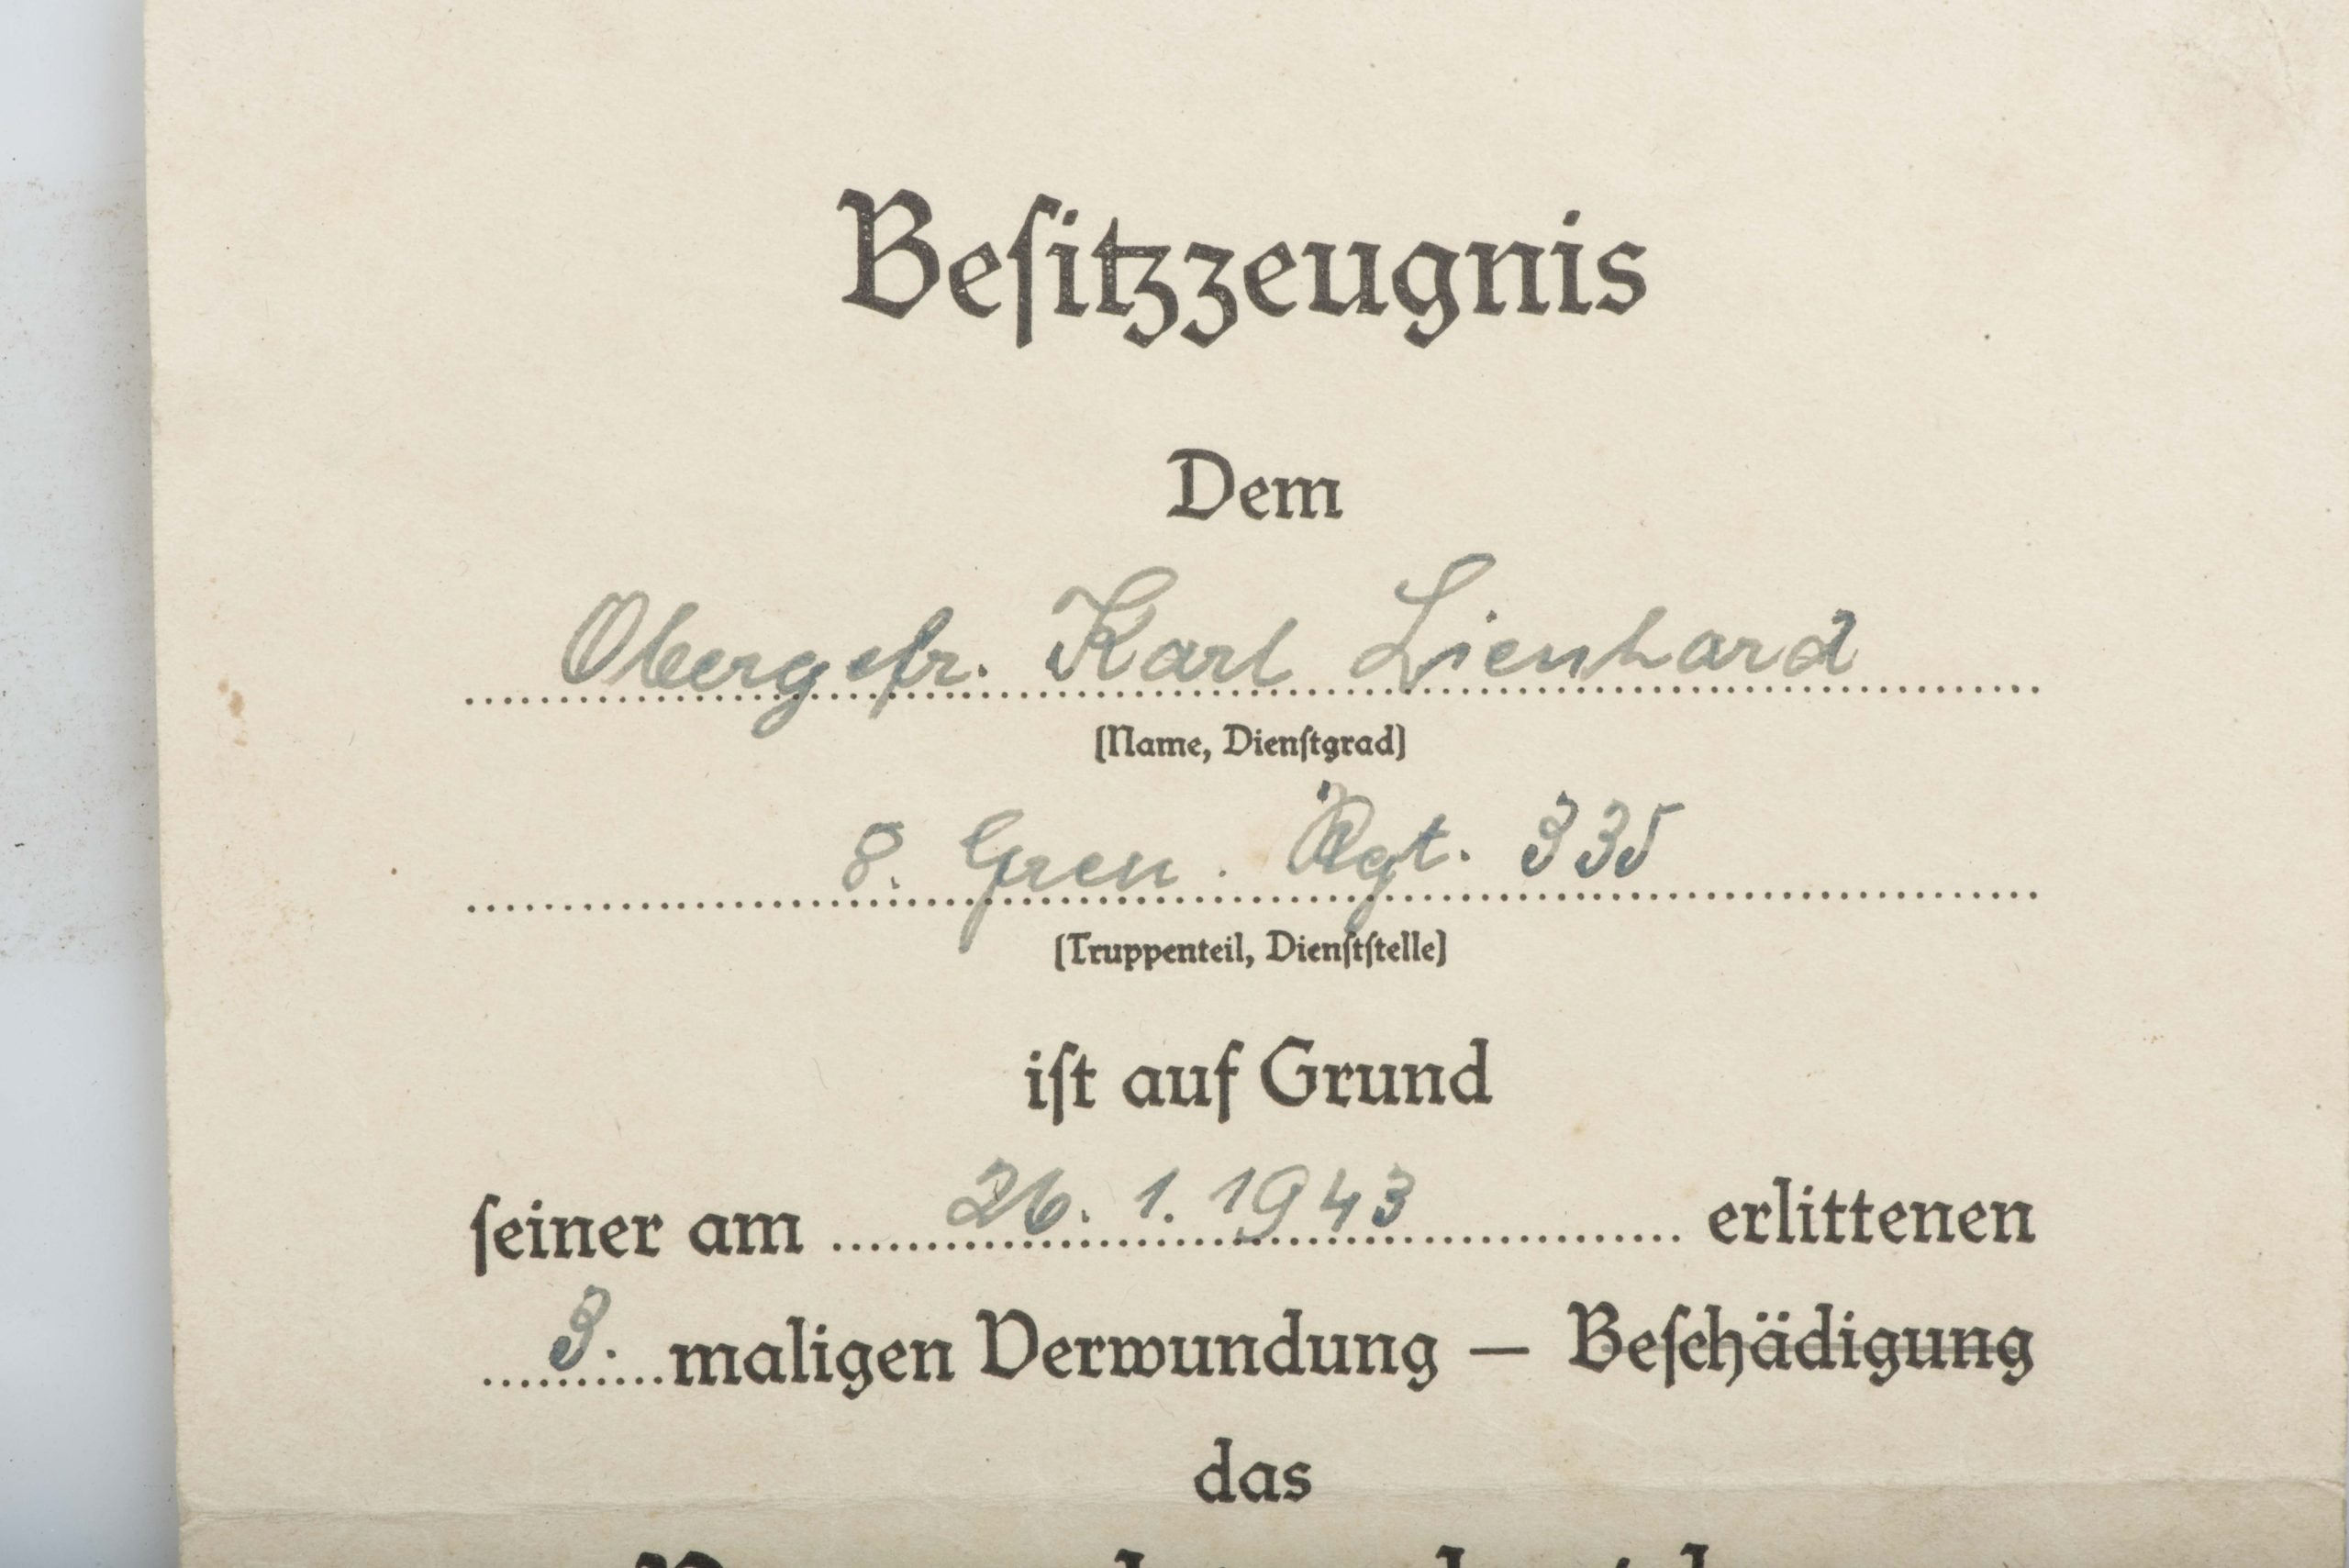 Besitzzeugnis
Dem
Obergefr. Karl Lienhard
(Name, Dienstgrad)
8. Gren. Rgt. 335
(Truppenteil, Dienststelle)
ist auf Grund
seiner am 26. 1. 1943 erlittenen
3. maligen Verwundung – Beschädigung
das